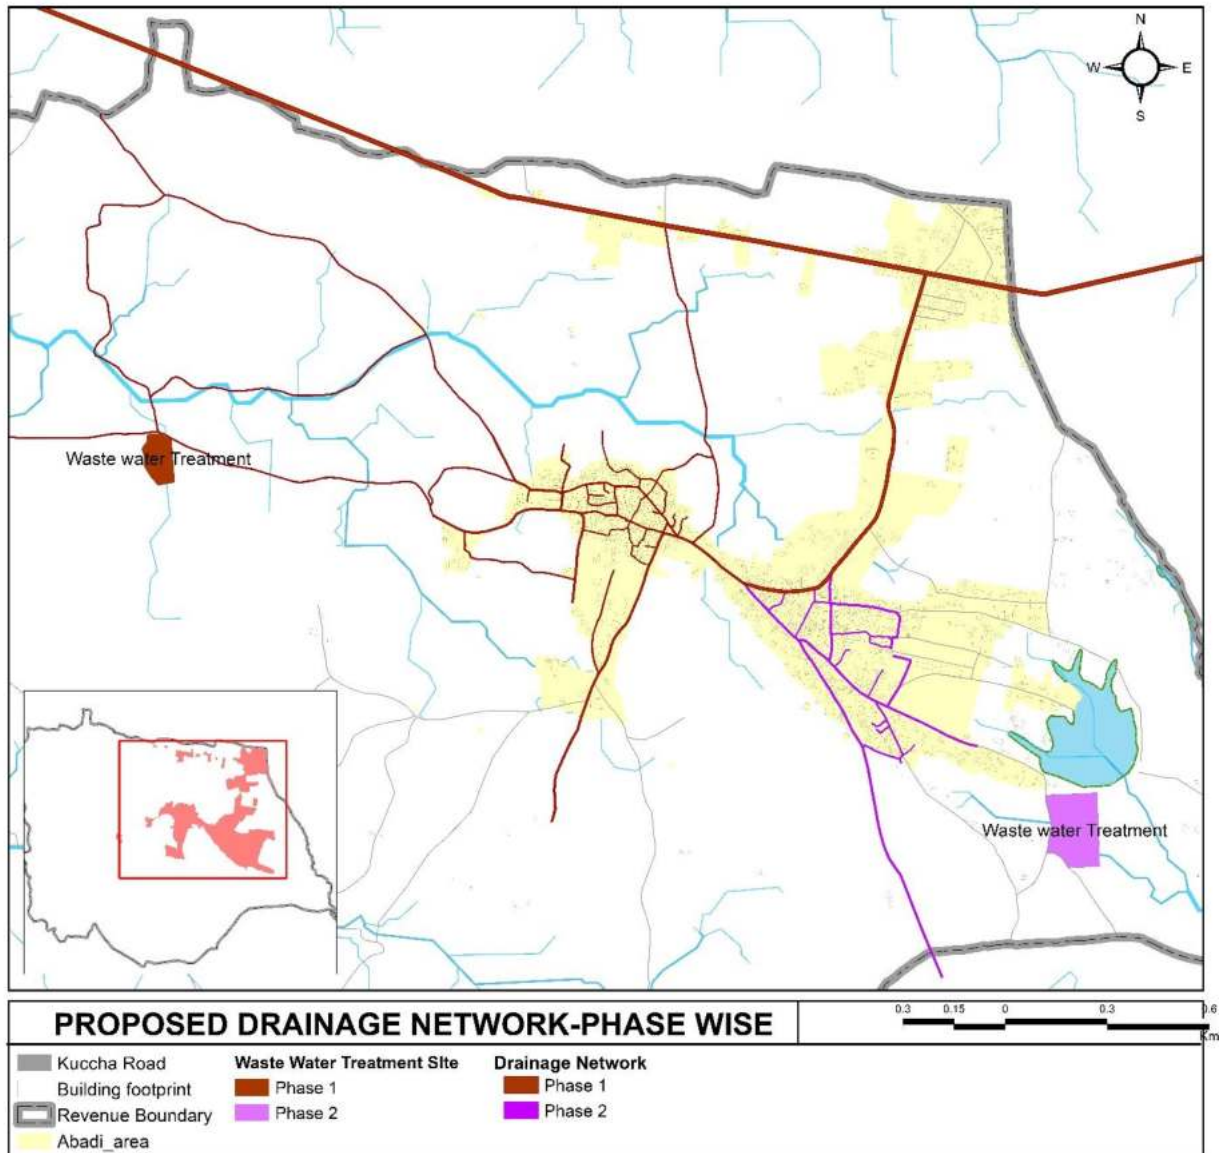 N
W E
S
Waste water Treatment
Waste water Treatment
PROPOSED DRAINAGE NETWORK-PHASE WISE
0.3 0.15 0 0.3 0.6
Km
Kuccha Road
Building footprint
Revenue Boundary
Abadi_area
Waste Water Treatment SIte
Phase 1
Phase 2
Drainage Network
Phase 1
Phase 2